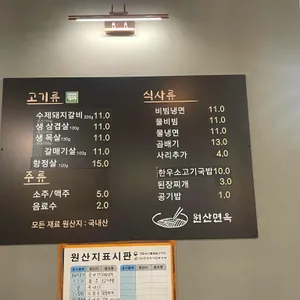 고기류
수제돼지갈비 250g 11.0
생 삼겹살 130g 11.0
생 목살 130g 11.0
갈매기살 100g 11.0
항정살 120g 15.0
주류
소주/맥주 5.0
음료수 2.0
모든 재료 원산지 : 국내산
식사류
비빔냉면 11.0
물비빔 11.0
물냉면 11.0
곱배기 13.0
사리추가 4.0
한우소고기국밥 10.0
된장찌개 3.0
공기밥 1.0
원산면옥
원산지표시판